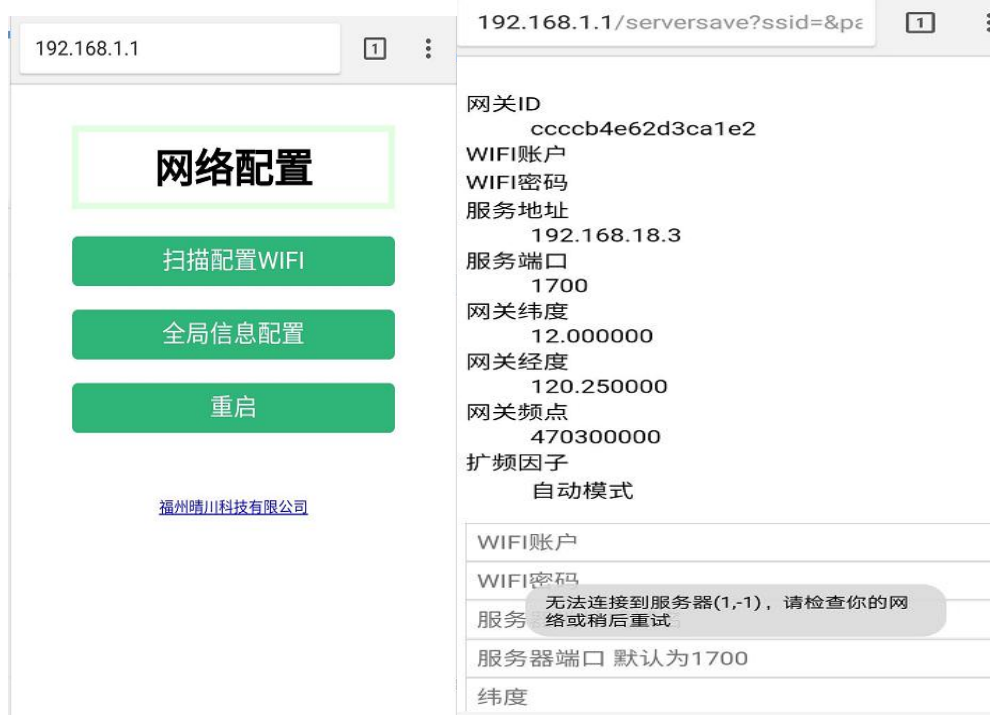 192.168.1.1
1
网络配置
扫描配置WIFI
全局信息配置
重启
福州晴川科技有限公司
192.168.1.1/serversave?ssid=&pa
1
网关ID
ccccb4e62d3ca1e2
WIFI账户
WIFI密码
服务地址
192.168.18.3
服务端口
1700
网关纬度
12.000000
网关经度
120.250000
网关频点
470300000
扩频因子
自动模式
WIFI账户
WIFI密码
无法连接到服务器(1,-1)，请检查你的网
络或稍后重试
服务
服务器端口 默认为1700
纬度